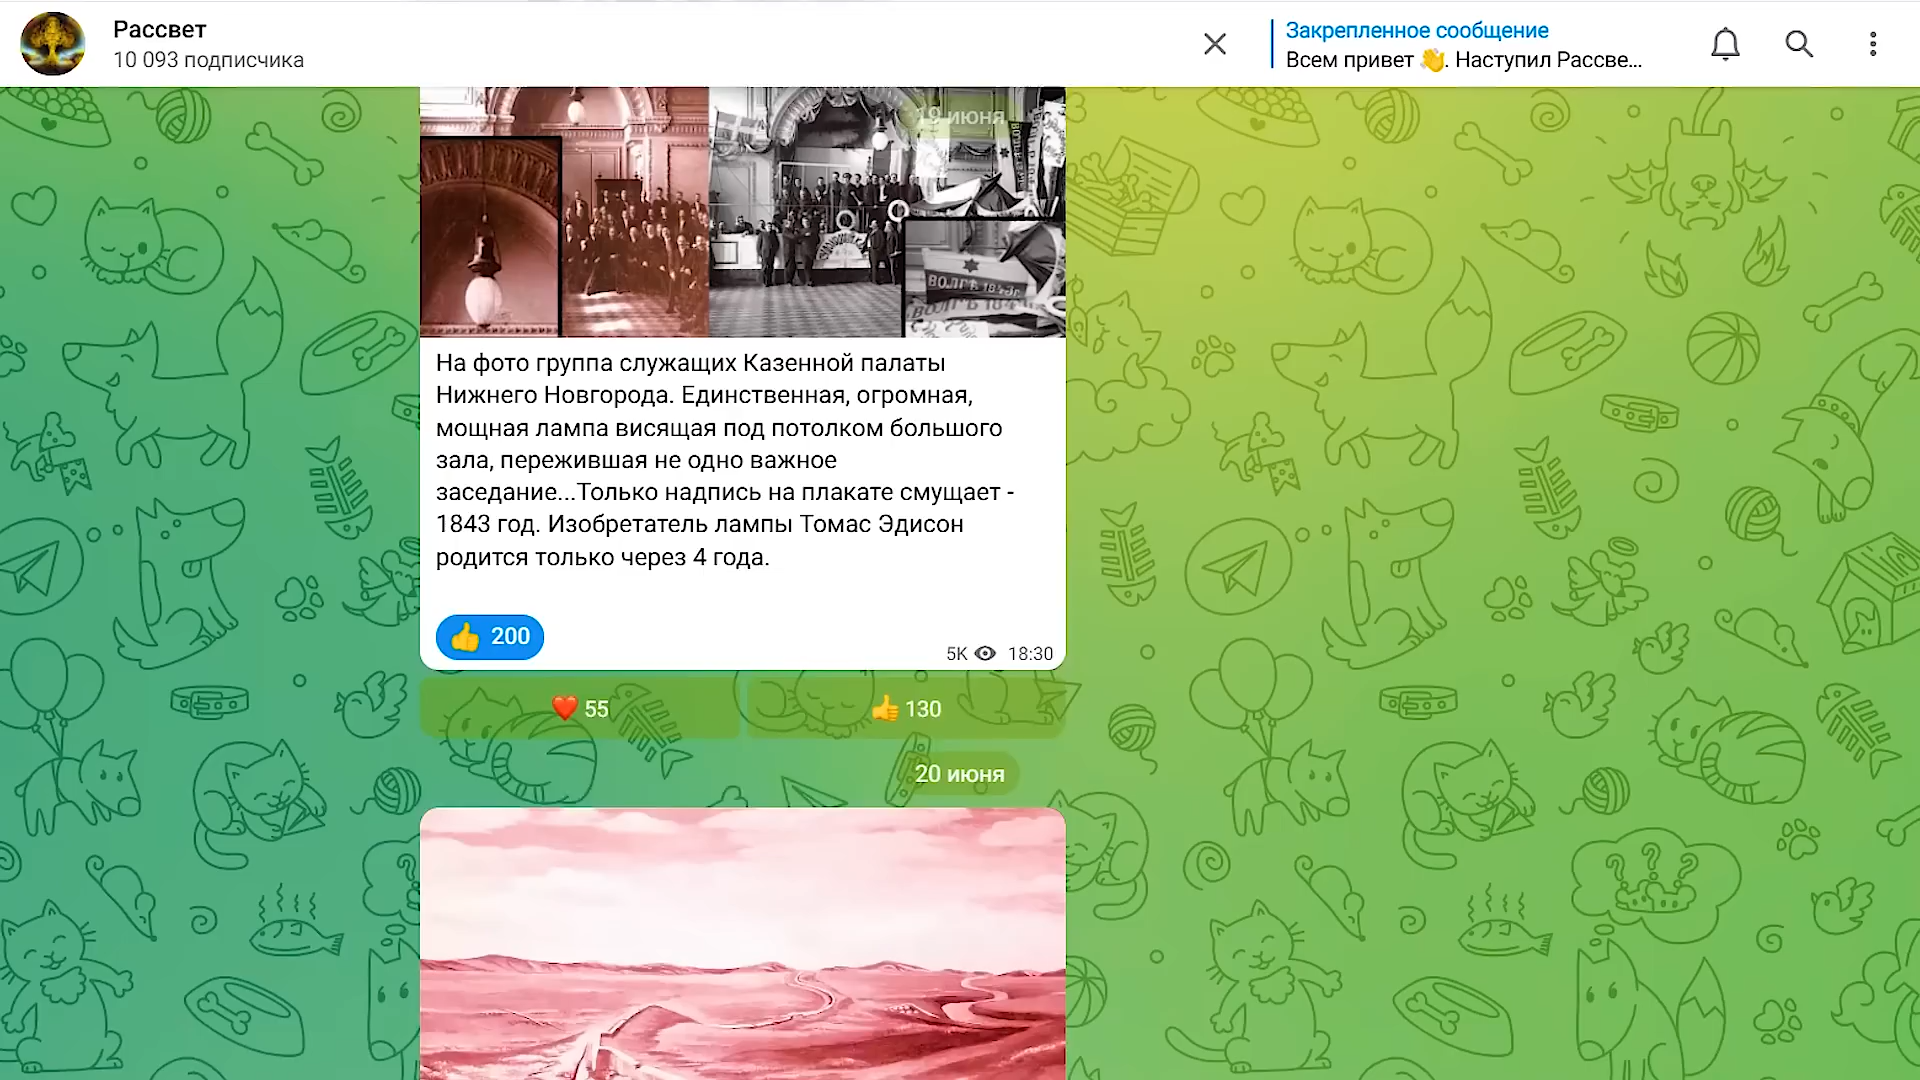 Рассвет
10 093 подписчика
Закрепленное сообщение
Всем привет 👋. Наступил Рассве...
19 июня
ВОЛГѢ 1843г.
На фото группа служащих Казенной палаты
Нижнего Новгорода. Единственная, огромная,
мощная лампа висящая под потолком большого
зала, пережившая не одно важное
заседание...Только надпись на плакате смущает -
1843 год. Изобретатель лампы Томас Эдисон
родится только через 4 года.
👍 200
5K 18:30
❤️ 55
👍 130
20 июня